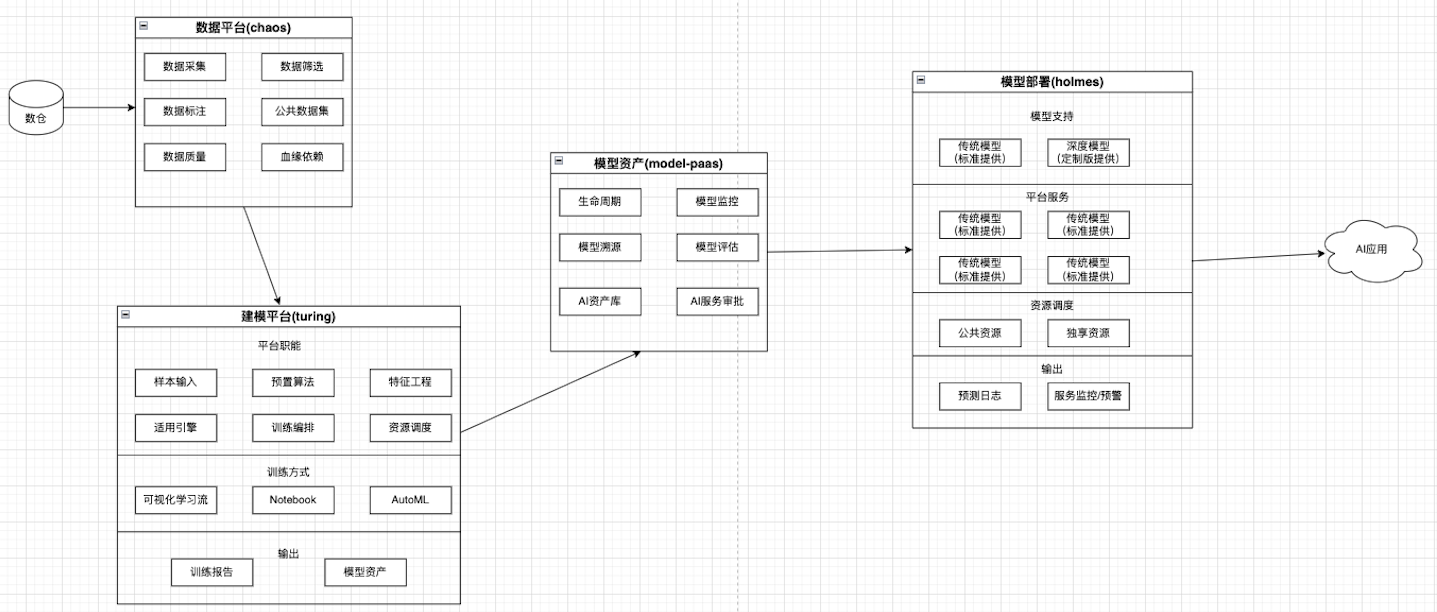 数仓
数据平台(chaos)
数据采集
数据筛选
数据标注
公共数据集
数据质量
血缘依赖
建模平台(turing)
平台职能
样本输入
预置算法
特征工程
适用引擎
训练编排
资源调度
训练方式
可视化学习流
Notebook
AutoML
输出
训练报告
模型资产
模型资产(model-paas)
生命周期
模型监控
模型溯源
模型评估
AI资产库
AI服务审批
模型部署(holmes)
模型支持
传统模型
(标准提供)
深度模型
(定制版提供)
平台服务
传统模型
(标准提供)
传统模型
(标准提供)
传统模型
(标准提供)
传统模型
(标准提供)
资源调度
公共资源
独享资源
输出
预测日志
服务监控/预警
AI应用